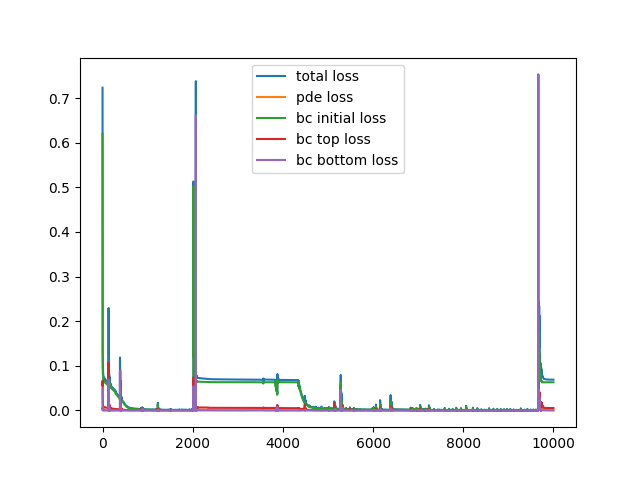 total loss
pde loss
bc initial loss
bc top loss
bc bottom loss
0.7
0.6
0.5
0.4
0.3
0.2
0.1
0.0
0 2000 4000 6000 8000 10000